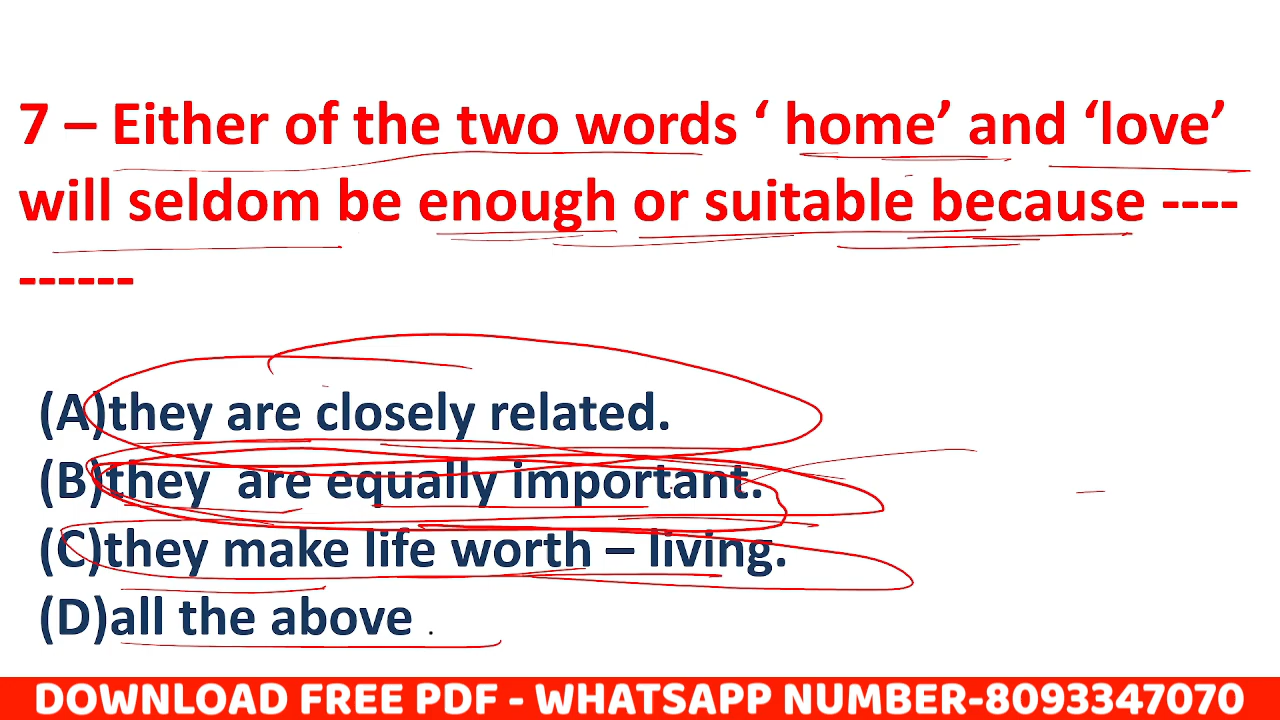 7 – Either of the two words ‘ home’ and ‘love’
will seldom be enough or suitable because ----
------
(A)they are closely related.
(B)they  are equally important.
(C)they make life worth – living.
(D)all the above .
DOWNLOAD FREE PDF - WHATSAPP NUMBER-8093347070